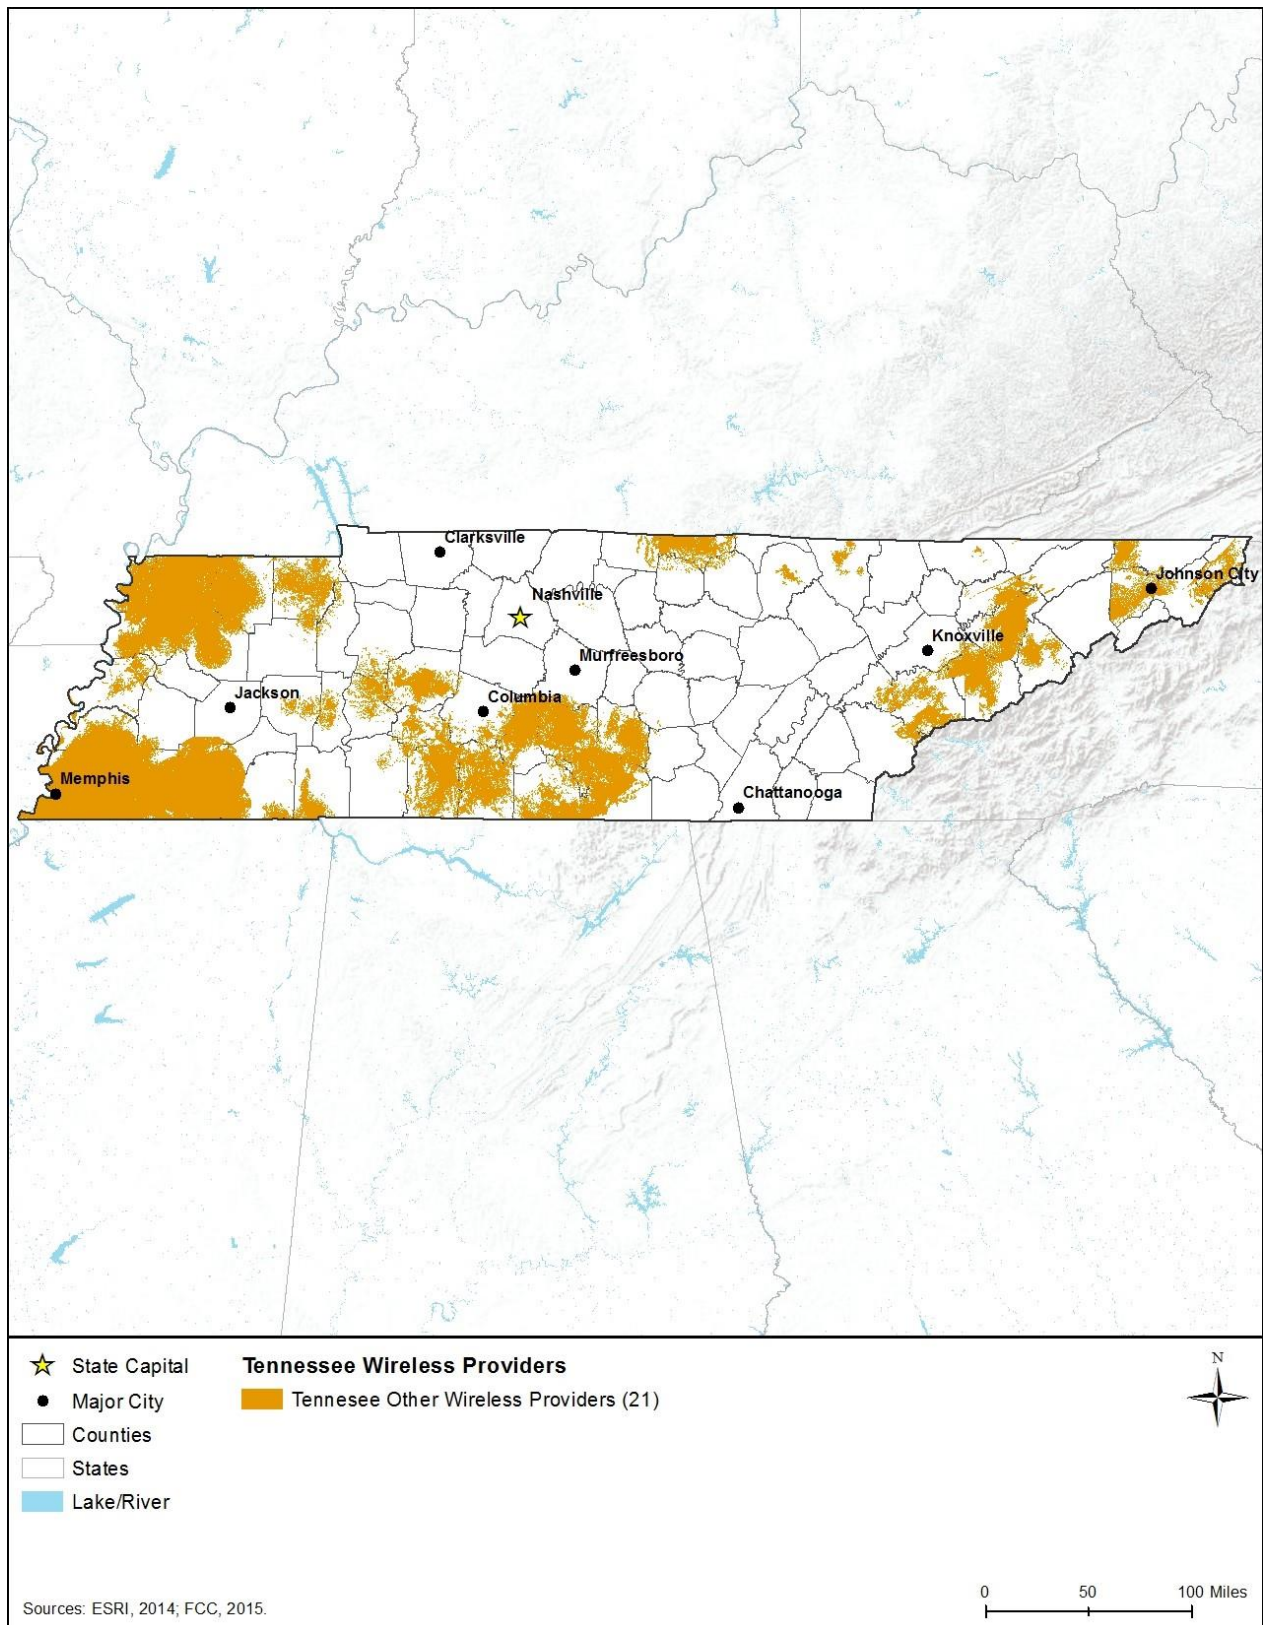 Clarksville
Nashville
Johnson City
Knoxville
Murfreesboro
Jackson
Columbia
Memphis
Chattanooga
State Capital
Major City
Counties
States
Lake/River
Tennessee Wireless Providers
Tennesee Other Wireless Providers (21)
N
0 50 100 Miles
Sources: ESRI, 2014; FCC, 2015.